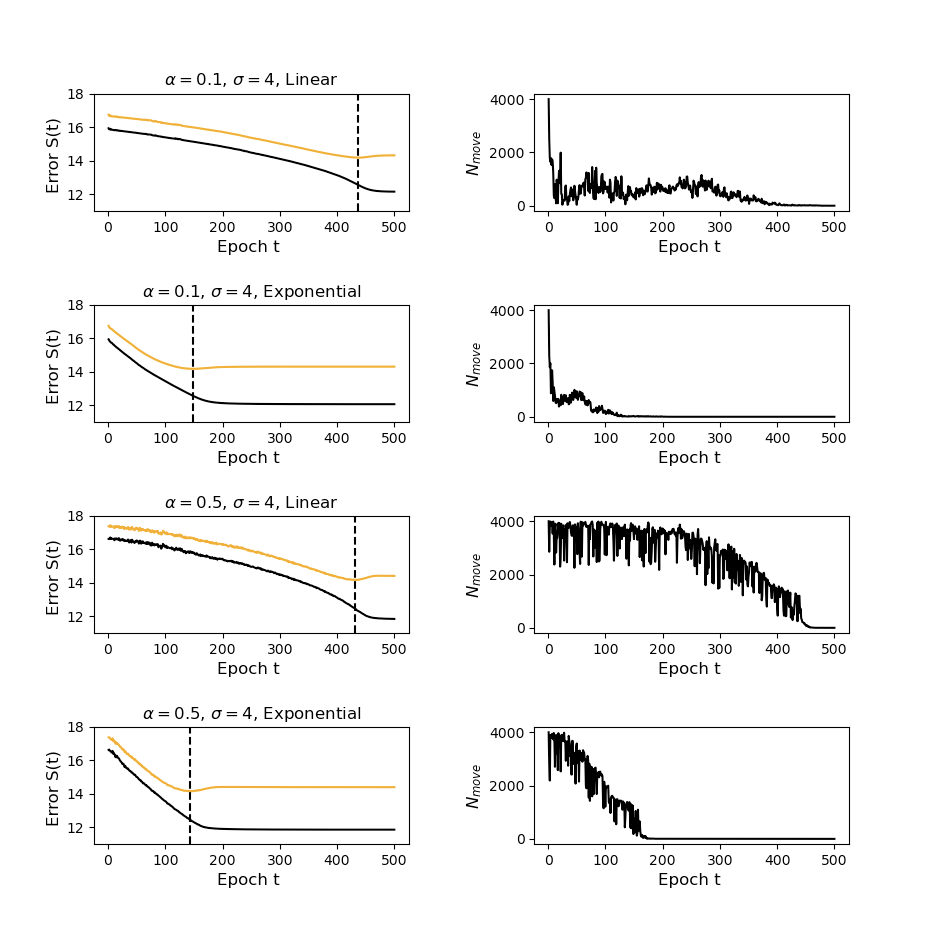 α = 0.1, σ = 4, Linear
18
16
14
12
Error S(t)
0 100 200 300 400 500
Epoch t
4000
2000
0
N_move
0 100 200 300 400 500
Epoch t
α = 0.1, σ = 4, Exponential
18
16
14
12
Error S(t)
0 100 200 300 400 500
Epoch t
4000
2000
0
N_move
0 100 200 300 400 500
Epoch t
α = 0.5, σ = 4, Linear
18
16
14
12
Error S(t)
0 100 200 300 400 500
Epoch t
4000
2000
0
N_move
0 100 200 300 400 500
Epoch t
α = 0.5, σ = 4, Exponential
18
16
14
12
Error S(t)
0 100 200 300 400 500
Epoch t
4000
2000
0
N_move
0 100 200 300 400 500
Epoch t